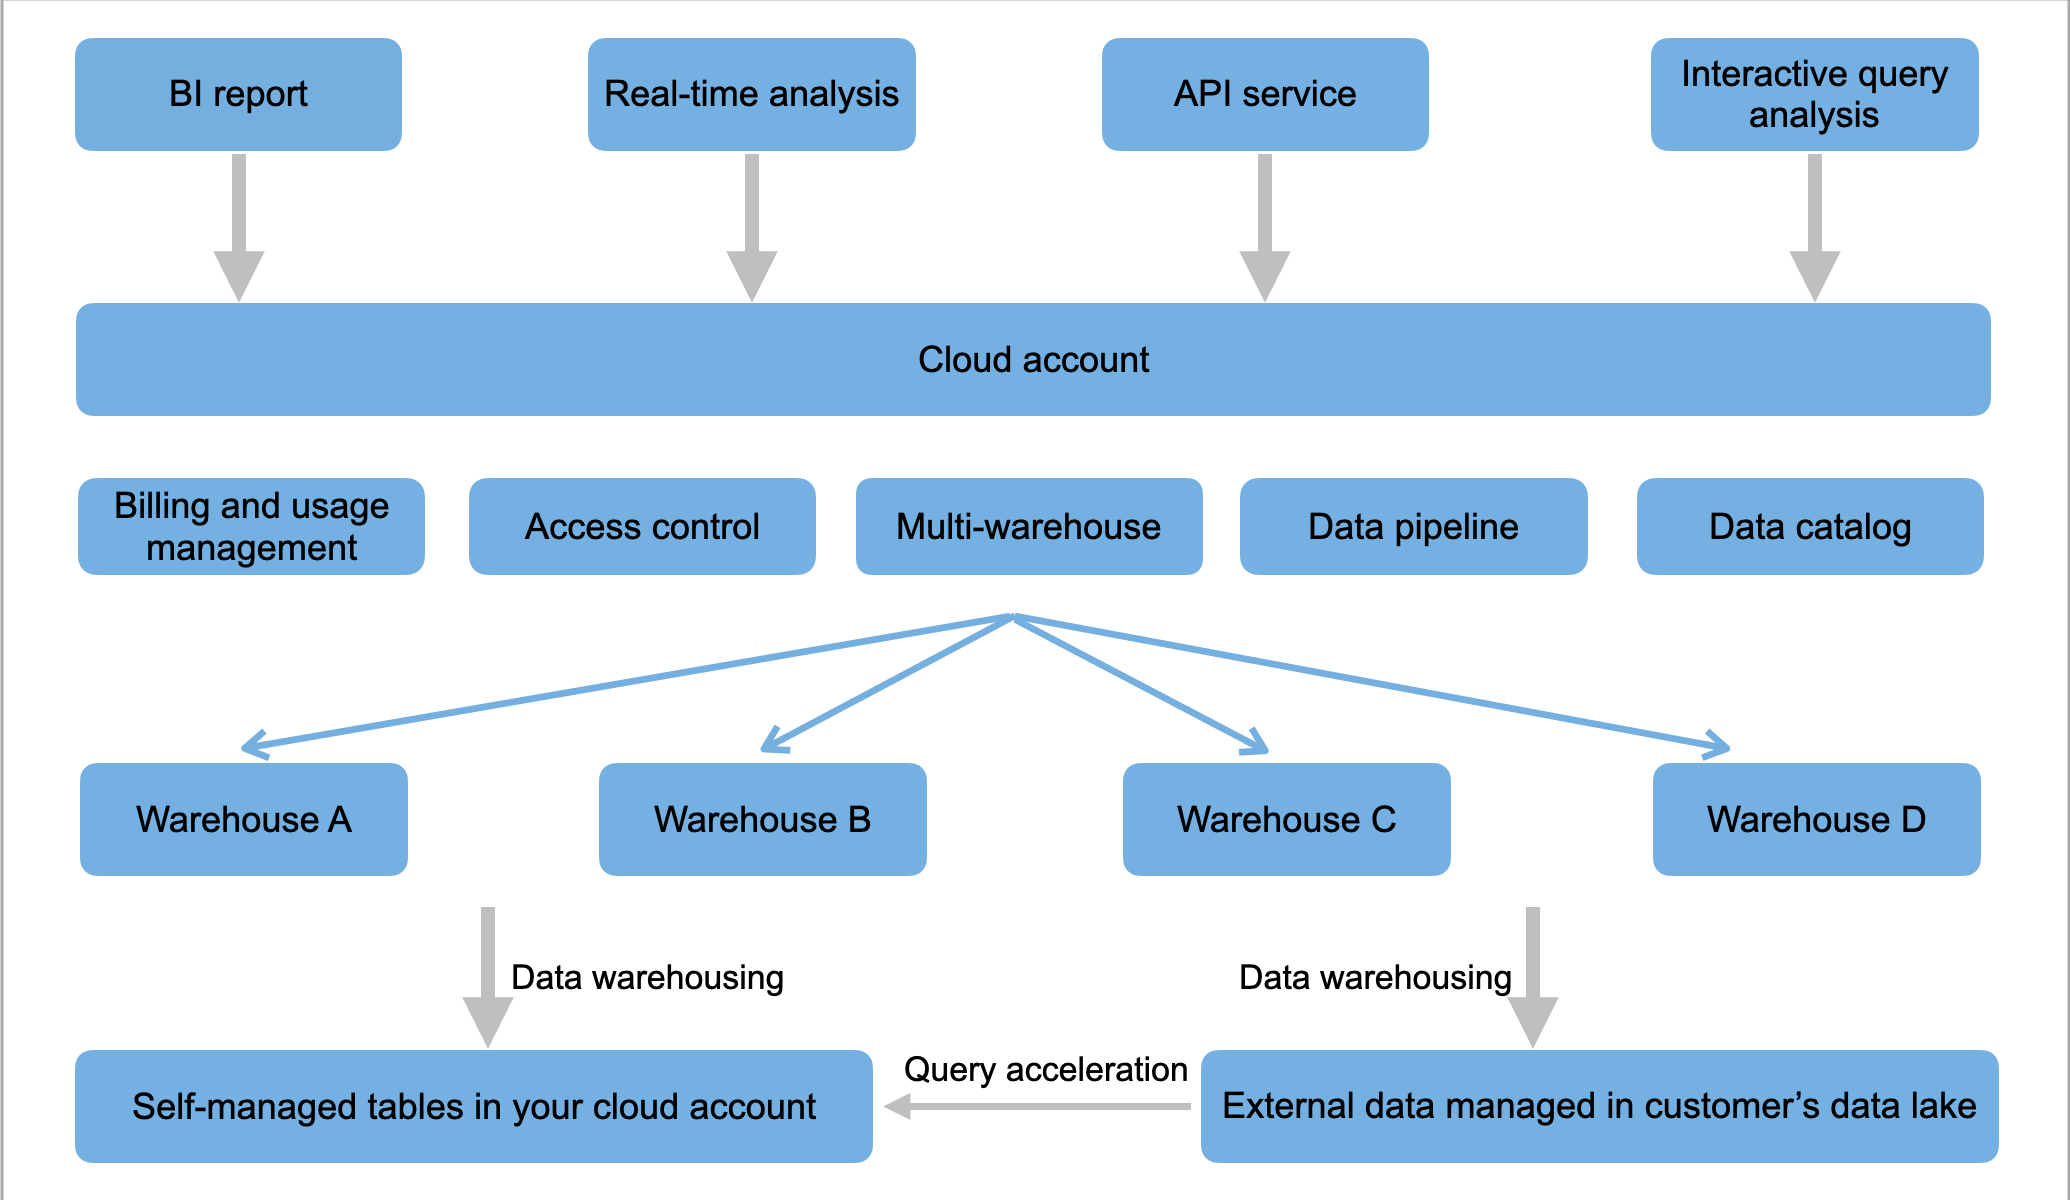 BI report
Real-time analysis
API service
Interactive query
analysis
Cloud account
Billing and usage
management
Access control
Multi-warehouse
Data pipeline
Data catalog
Warehouse A
Warehouse B
Warehouse C
Warehouse D
Data warehousing
Data warehousing
Query acceleration
Self-managed tables in your cloud account
External data managed in customer’s data lake